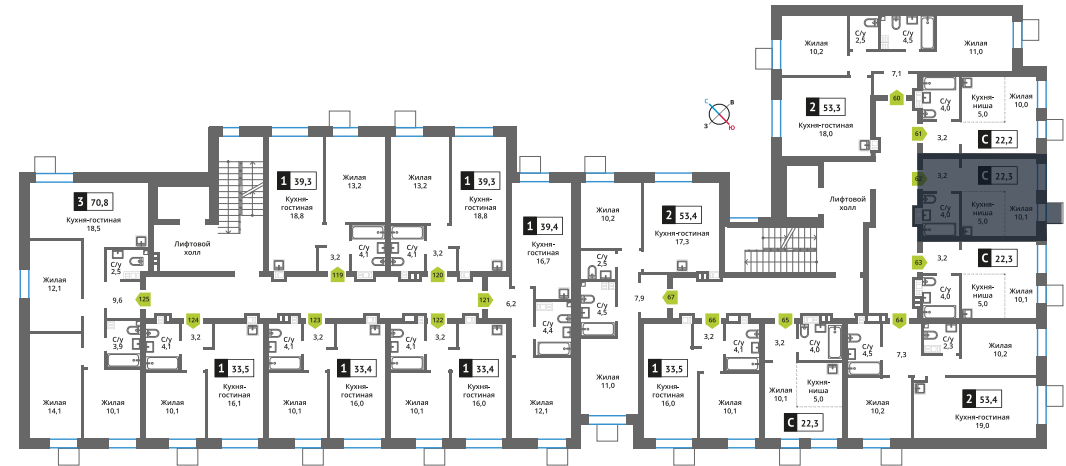 Жилая
10,2
С/у
2,5
С/у
4,5
Жилая
11,0
7,1
60
2 53,3
Кухня-гостиная
18,0
С/у
4,0
Кухня-
ниша
5,0
Жилая
10,0
61
3,2
С 22,2
62
3,2
С 22,3
С/у
4,0
Кухня-
ниша
5,0
Жилая
10,1
63
3,2
С 22,3
С/у
4,0
Кухня-
ниша
5,0
Жилая
10,1
С
В
З
Ю
Лифтовой
холл
1 39,3
Кухня-
гостиная
18,8
Жилая
13,2
3,2
С/у
4,1
119
Жилая
13,2
1 39,3
Кухня-
гостиная
18,8
С/у
4,1
3,2
120
3 70,8
Кухня-гостиная
18,5
Лифтовой
холл
Жилая
12,1
С/у
2,5
9,6
125
С/у
3,9
Жилая
14,1
Жилая
10,1
1 39,4
Кухня-
гостиная
16,7
121
6,2
С/у
4,4
Жилая
12,1
Жилая
10,2
2 53,4
Кухня-гостиная
17,3
С/у
2,5
С/у
4,5
7,9
67
Жилая
11,0
124
С/у
4,1
3,2
1 33,5
Кухня-
гостиная
16,1
Жилая
10,1
123
С/у
4,1
3,2
1 33,4
Кухня-
гостиная
16,0
Жилая
10,1
122
С/у
4,1
3,2
1 33,4
Кухня-
гостиная
16,0
Жилая
10,1
66
3,2
С/у
4,1
1 33,5
Кухня-
гостиная
16,0
Жилая
10,1
65
3,2
С/у
4,0
Жилая
10,1
Кухня-
ниша
5,0
С 22,3
64
С/у
4,5
7,3
С/у
2,3
Жилая
10,2
Жилая
10,2
2 53,4
Кухня-гостиная
19,0